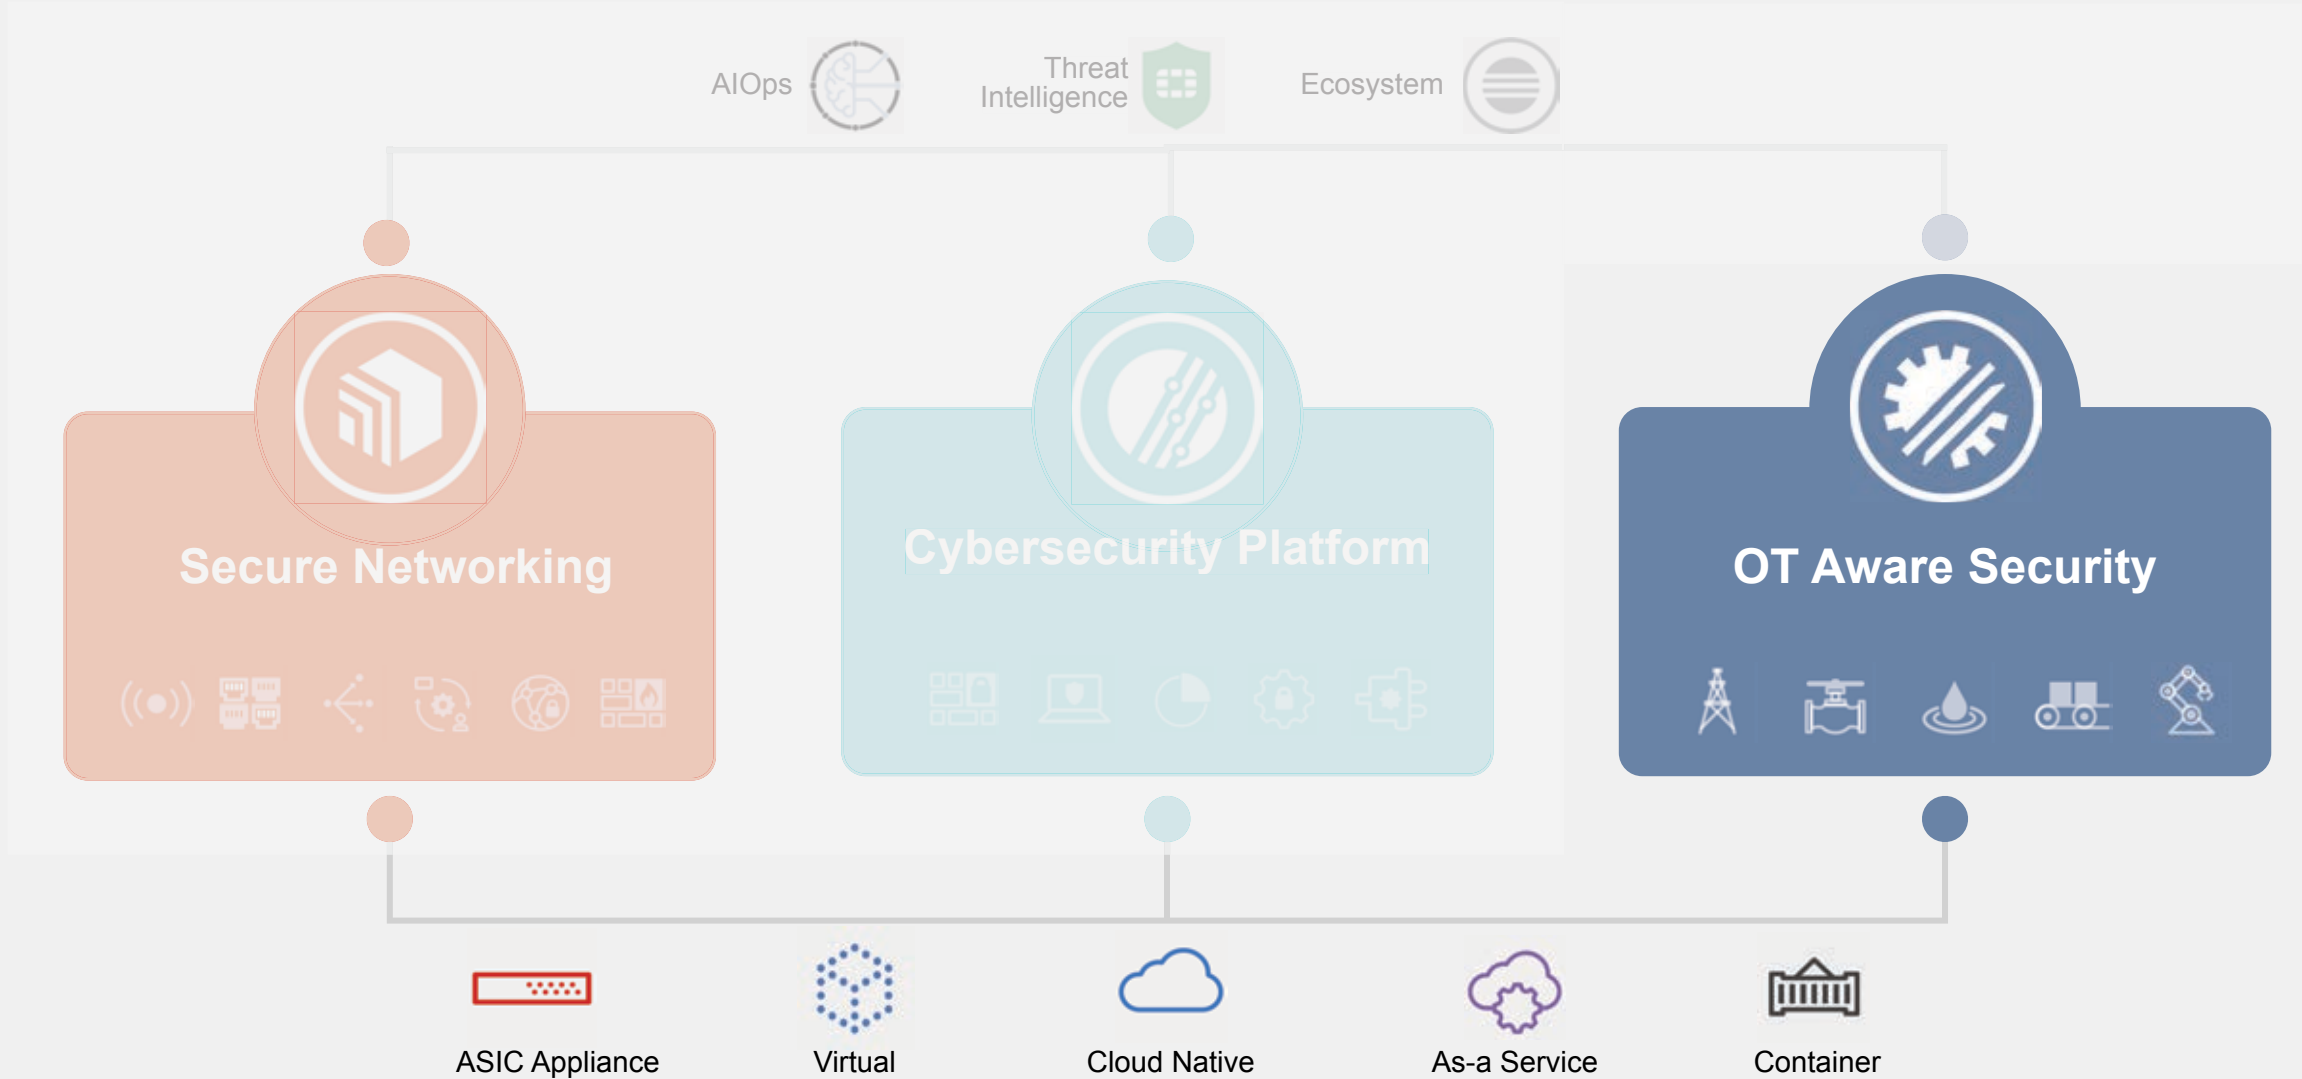 AIOps
Threat
Intelligence
Ecosystem
Secure Networking
Cybersecurity Platform
OT Aware Security
ASIC Appliance
Virtual
Cloud Native
As-a Service
Container